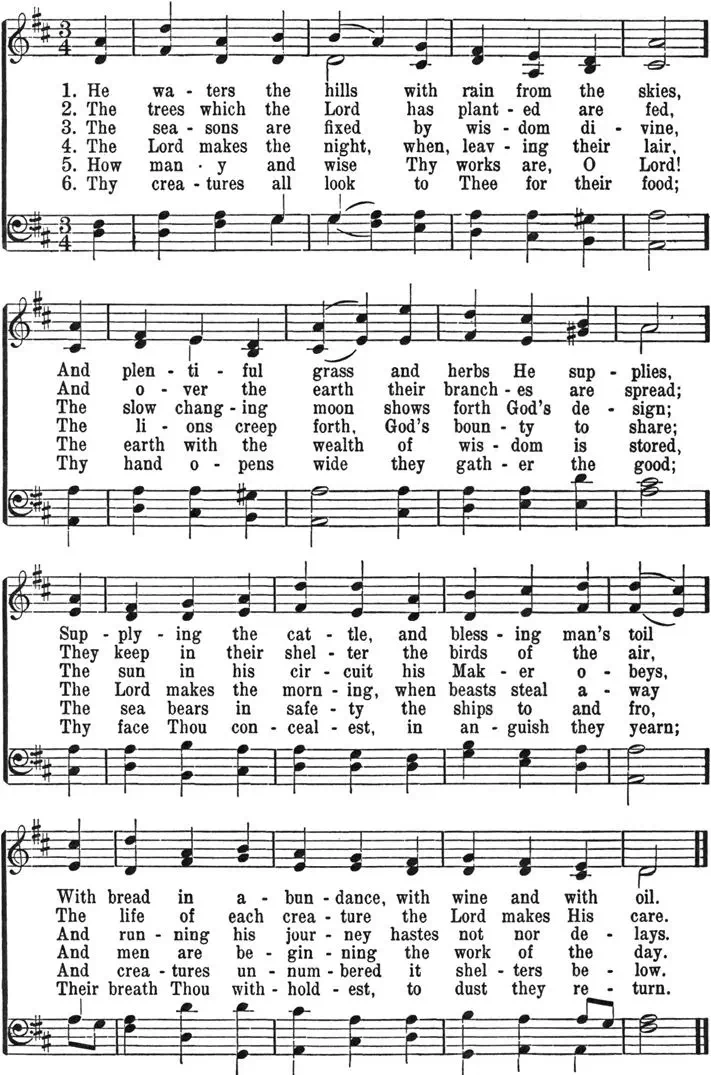 3 4
1. He wa - ters the hills with rain from the skies,
2. The trees which the Lord has plant - ed are fed,
3. The sea - sons are fixed by wis - dom di - vine,
4. The Lord makes the night, when, leav - ing their lair,
5. How man - y and wise Thy works are, O Lord!
6. Thy crea - tures all look to Thee for their food;
3 4
And plen - ti - ful grass and herbs He sup - plies,
And o - ver the earth their branch - es are spread;
The slow chang - ing moon shows forth God's de - sign;
The li - ons creep forth, God's boun - ty to share;
The earth with the wealth of wis - dom is stored,
Thy hand o - pens wide they gath - er the good;
Sup - ply - ing the cat - tle, and bless - ing man's toil
They keep in their shel - ter the birds of the air,
The sun in his cir - cuit his Mak - er o - beys,
The Lord makes the morn - ing, when beasts steal a - way
The sea bears in safe - ty the ships to and fro,
Thy face Thou con - ceal - est, in an - guish they yearn;
With bread in a - bun - dance, with wine and with oil.
The life of each crea - ture the Lord makes His care.
And run - ning his jour - ney hastes not nor de - lays.
And men are be - gin - ning the work of the day.
And crea - tures un - num - bered it shel - ters be - low.
Their breath Thou with - hold - est, to dust they re - turn.